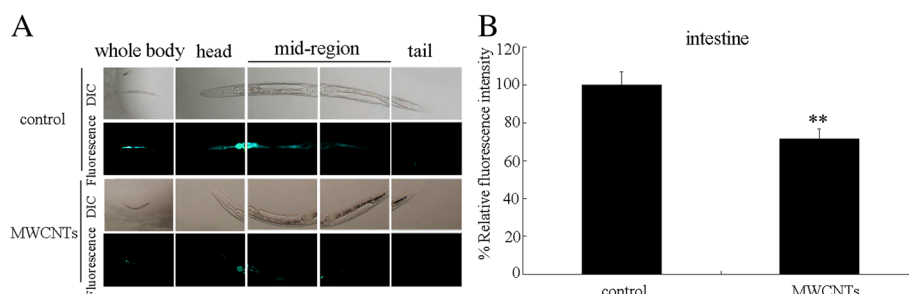 A
whole body head mid-region tail
control
DIC
Fluorescence
MWCNTs
DIC
Fluorescence
B
intestine
% Relative fluorescence intensity
120
100
80
60
40
20
0
**
control MWCNTs